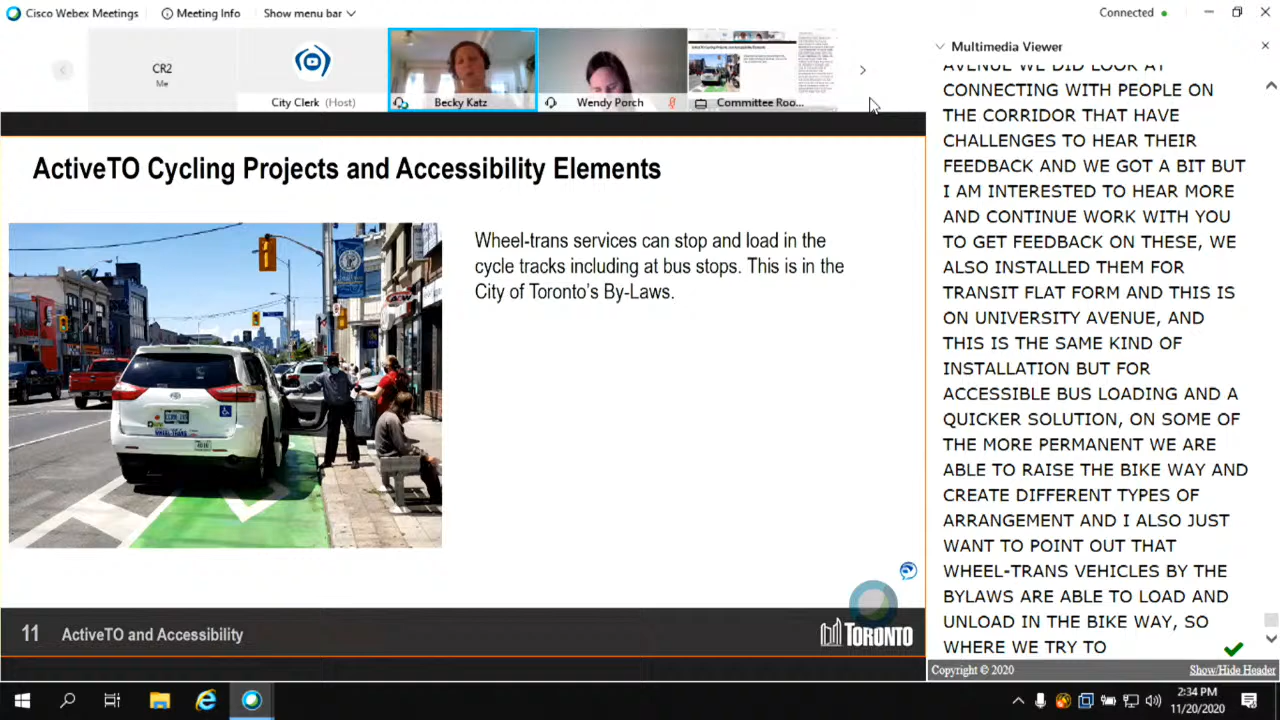 Cisco Webex Meetings
Meeting Info
Show menu bar
Connected
CR2
Me
City Clerk (Host)
Becky Katz
Wendy Porch
Committee Roo...
ActiveTO Cycling Projects and Accessibility Elements
Wheel-trans services can stop and load in the
cycle tracks including at bus stops. This is in the
City of Toronto's By-Laws.
WHEEL-TRANS
11 ActiveTO and Accessibility
TORONTO
Multimedia Viewer
CONNECTING WITH PEOPLE ON
THE CORRIDOR THAT HAVE
CHALLENGES TO HEAR THEIR
FEEDBACK AND WE GOT A BIT BUT
I AM INTERESTED TO HEAR MORE
AND CONTINUE WORK WITH YOU
TO GET FEEDBACK ON THESE, WE
ALSO INSTALLED THEM FOR
TRANSIT FLAT FORM AND THIS IS
ON UNIVERSITY AVENUE, AND
THIS IS THE SAME KIND OF
INSTALLATION BUT FOR
ACCESSIBLE BUS LOADING AND A
QUICKER SOLUTION, ON SOME OF
THE MORE PERMANENT WE ARE
ABLE TO RAISE THE BIKE WAY AND
CREATE DIFFERENT TYPES OF
ARRANGEMENT AND I ALSO JUST
WANT TO POINT OUT THAT
WHEEL-TRANS VEHICLES BY THE
BYLAWS ARE ABLE TO LOAD AND
UNLOAD IN THE BIKE WAY, SO
WHERE WE TRY TO
Copyright © 2020
Show/Hide Header
2:34 PM
11/20/2020